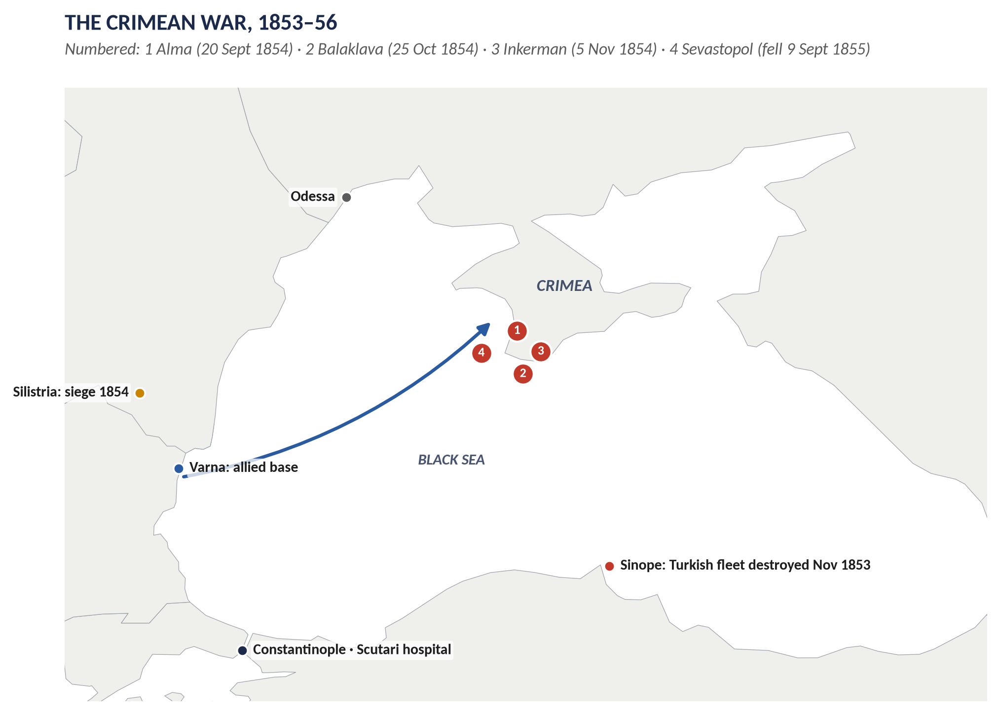 THE CRIMEAN WAR, 1853–56
Numbered: 1 Alma (20 Sept 1854) · 2 Balaklava (25 Oct 1854) · 3 Inkerman (5 Nov 1854) · 4 Sevastopol (fell 9 Sept 1855)
Odessa
CRIMEA
1
4
3
2
Silistria: siege 1854
BLACK SEA
Varna: allied base
Sinope: Turkish fleet destroyed Nov 1853
Constantinople · Scutari hospital